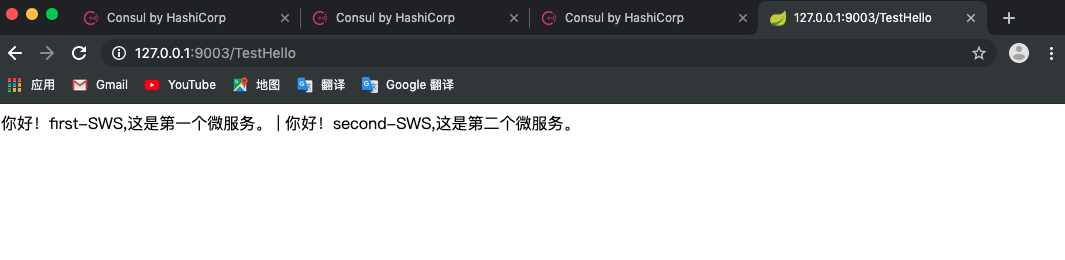 Consul by HashiCorp Consul by HashiCorp Consul by HashiCorp 127.0.0.1:9003/TestHello
127.0.0.1:9003/TestHello
应用 Gmail YouTube 地图 翻译 Google 翻译
你好！first-SWS,这是第一个微服务。 | 你好！second-SWS,这是第二个微服务。